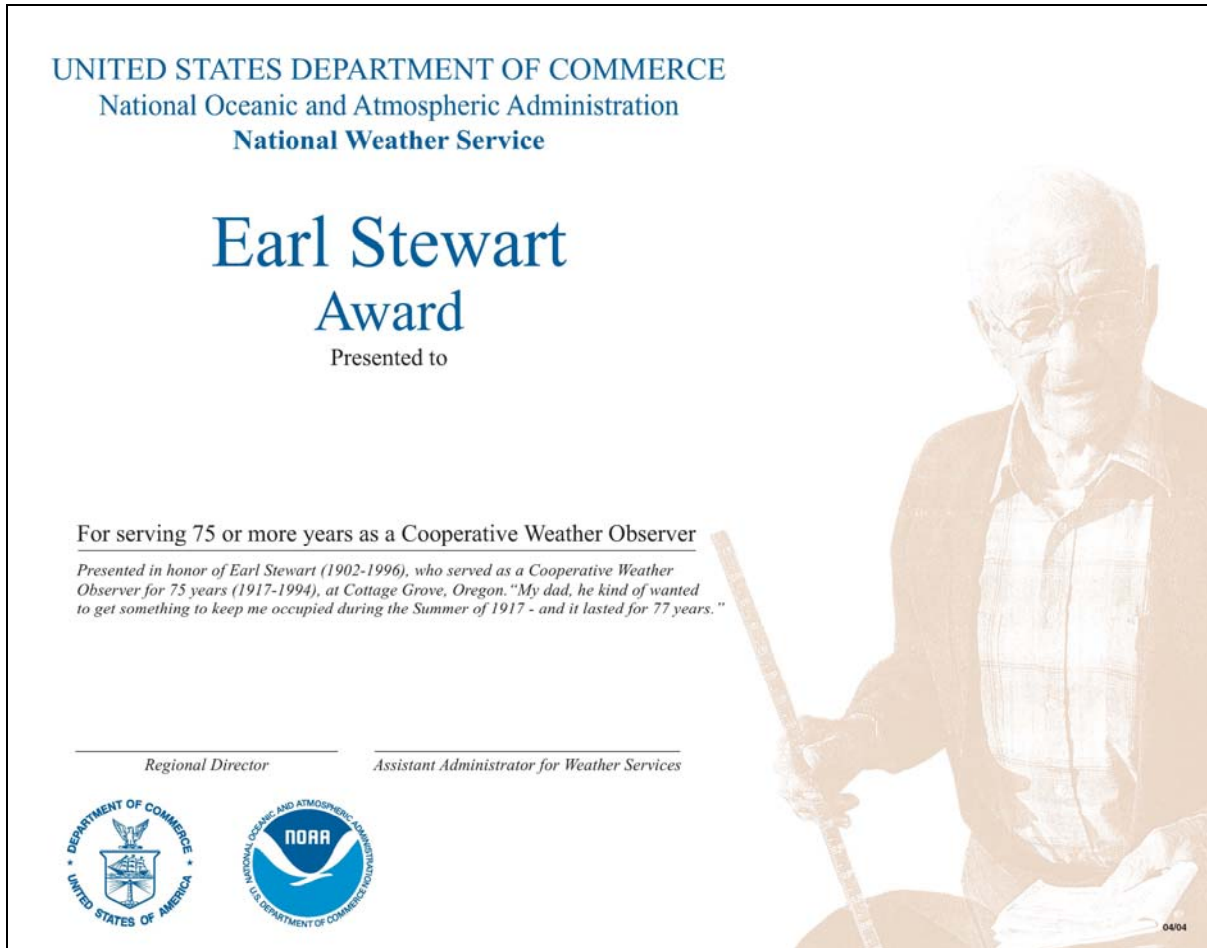 UNITED STATES DEPARTMENT OF COMMERCE
National Oceanic and Atmospheric Administration
National Weather Service
Earl Stewart
Award
Presented to
For serving 75 or more years as a Cooperative Weather Observer
Presented in honor of Earl Stewart (1902-1996), who served as a Cooperative Weather
Observer for 75 years (1917-1994), at Cottage Grove, Oregon. “My dad, he kind of wanted
to get something to keep me occupied during the Summer of 1917 - and it lasted for 77 years.”
Regional Director
Assistant Administrator for Weather Services
DEPARTMENT OF COMMERCE
UNITED STATES OF AMERICA
NATIONAL OCEANIC AND ATMOSPHERIC ADMINISTRATION
NOAA
U.S. DEPARTMENT OF COMMERCE
04/04